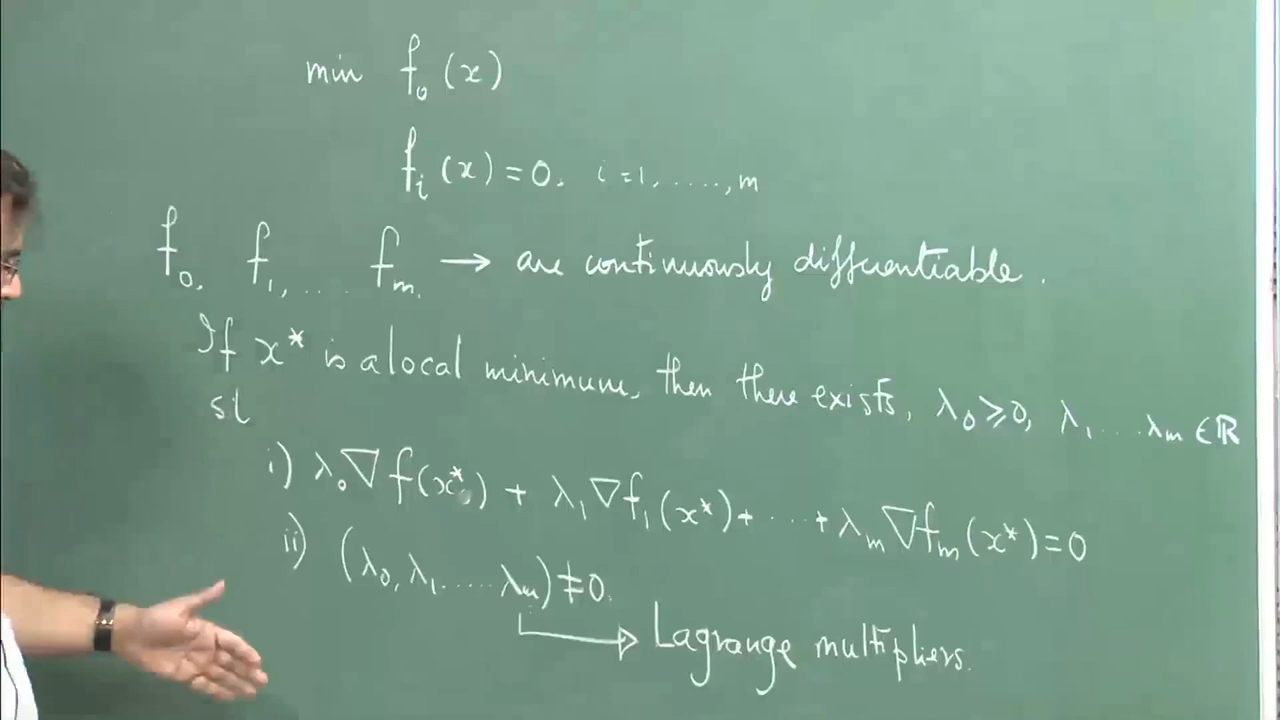 min f₀(x)
fᵢ(x) = 0, i = 1, ....., m
f₀, f₁, ... fₘ. → are continuously differentiable.
If x* is a local minimum, then there exists, λ₀ ⩾ 0, λ₁ ... λₘ ∈ ℝ
st
i) λ₀∇f(x*) + λ₁∇f₁(x*) + ... + λₘ∇fₘ(x*) = 0
ii) (λ₀, λ₁ ..... λₘ) ≠ 0.
→ Lagrange multipliers.